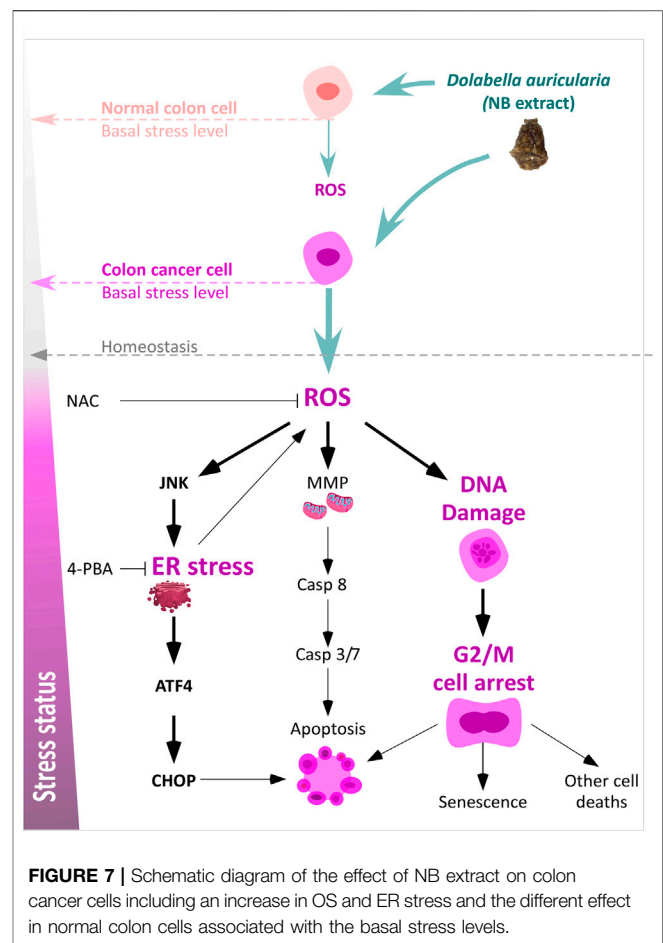 Dolabella auricularia
(NB extract)
Normal colon cell
Basal stress level
ROS
Colon cancer cell
Basal stress level
Homeostasis
NAC
ROS
JNK
MMP
DNA
Damage
4-PBA
ER stress
Casp 8
Casp 3/7
G2/M
cell arrest
ATF4
Apoptosis
CHOP
Senescence
Other cell
deaths
Stress status
FIGURE 7 | Schematic diagram of the effect of NB extract on colon
cancer cells including an increase in OS and ER stress and the different effect
in normal colon cells associated with the basal stress levels.